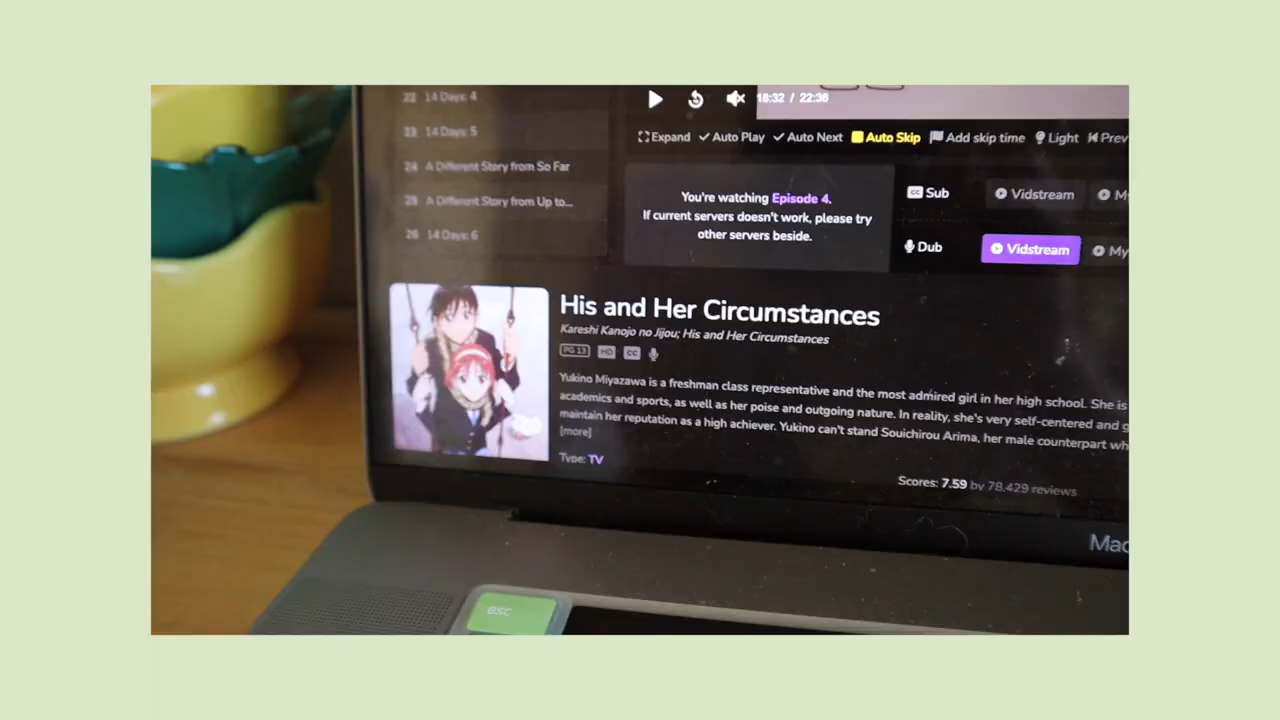 22 14 Days: 4
23 14 Days: 5
24 A Different Story from So Far
25 A Different Story from Up to...
26 14 Days: 6
16:32 / 22:36
Expand Auto Play Auto Next Auto Skip Add skip time Light Prev
You're watching Episode 4.
If current servers doesn't work, please try
other servers beside.
Sub Vidstream My
Dub Vidstream My
His and Her Circumstances
Kareshi Kanojo no Jijou; His and Her Circumstances
PG 13 HD CC
Yukino Miyazawa is a freshman class representative and the most admired girl in her high school. She is
academics and sports, as well as her poise and outgoing nature. In reality, she's very self-centered and g
maintain her reputation as a high achiever. Yukino can't stand Souichirou Arima, her male counterpart wh
[more]
Type: TV
Scores: 7.59 by 78,429 reviews
Mac
esc